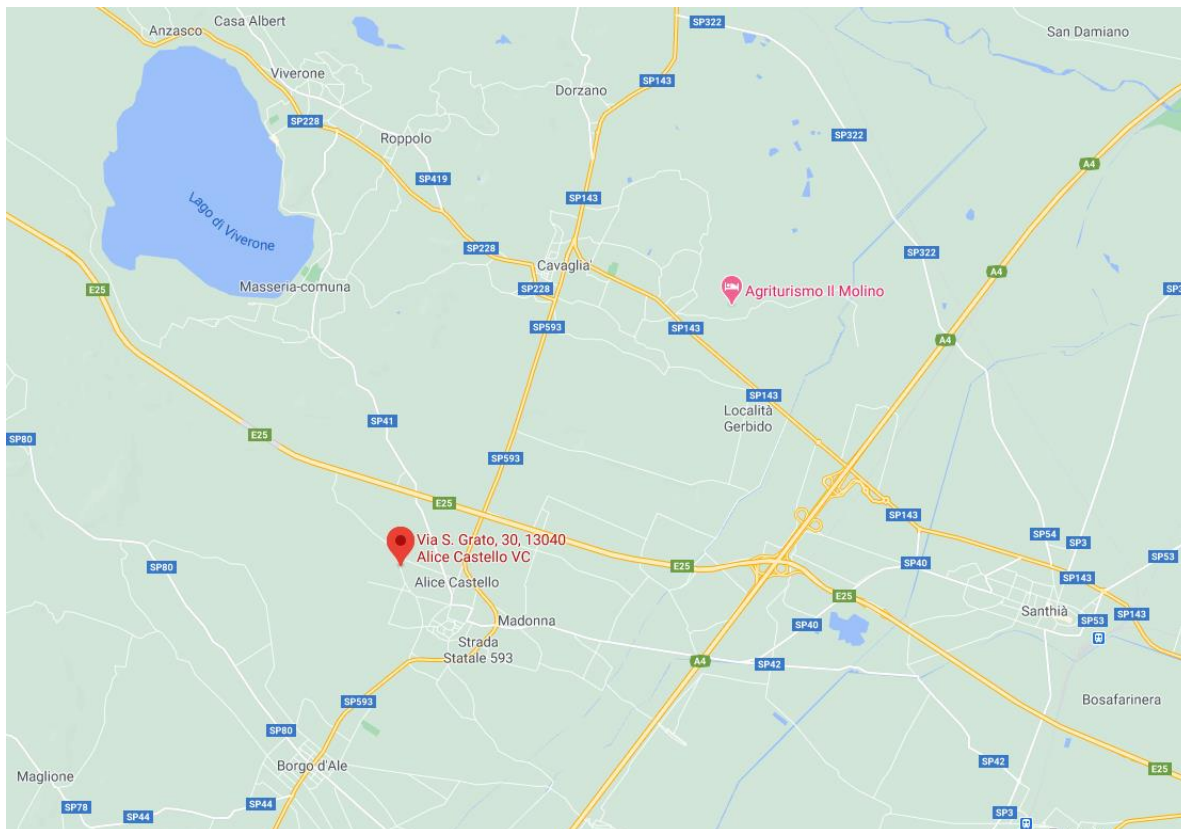 Casa Albert
Anzasco
SP322
San Damiano
Viverone
SP143
Dorzano
SP228
Roppolo
SP322
A4
SP419
SP143
Lago di Viverone
SP228
SP322
Cavaglia'
A4
Masseria-comuna
SP228
E25
Agriturismo Il Molino
SP3
SP593
SP143
A4
SP143
Località
Gerbido
SP41
E25
SP80
SP593
E25
SP143
Via S. Grato, 30, 13040
Alice Castello VC
SP54
SP3
SP53
SP80
E25
SP40
SP143
Alice Castello
E25
Santhià
SP143
Madonna
SP40
SP53
Strada
Statale 593
A4
SP42
SP593
Bosafarinera
SP80
Borgo d'Ale
SP42
E25
Maglione
SP78
SP44
SP44
SP3